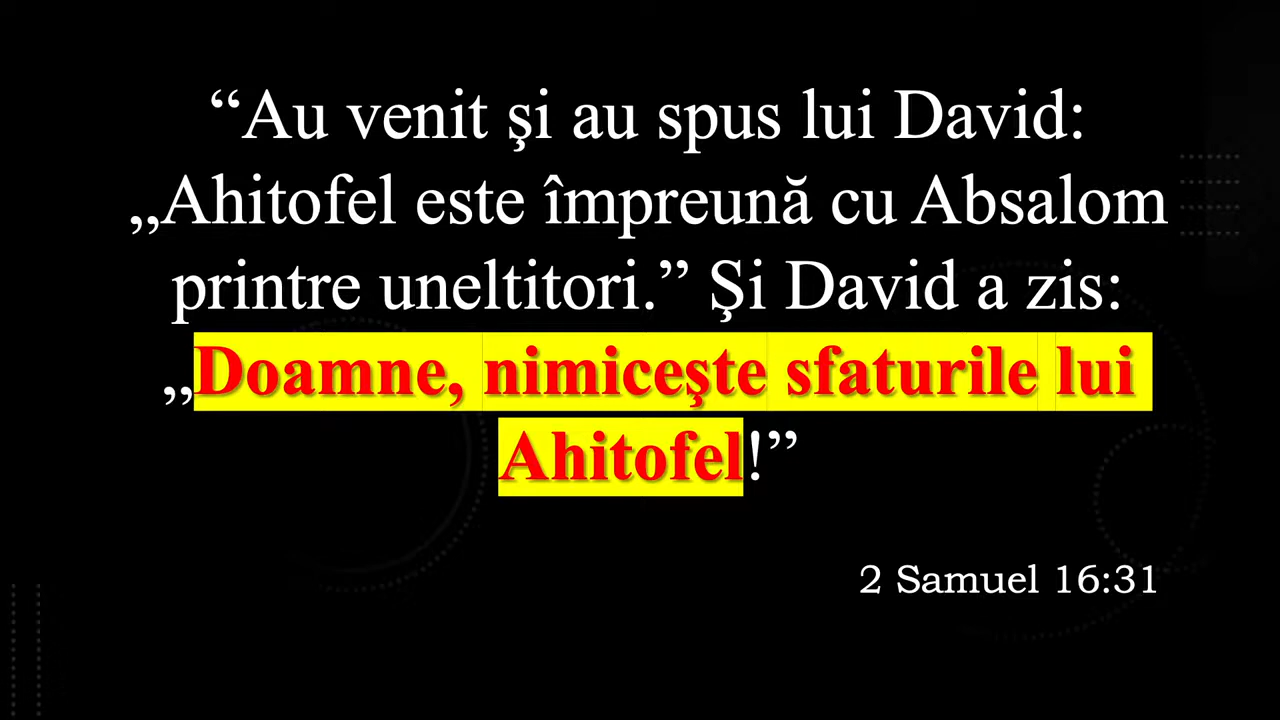 “Au venit şi au spus lui David:
„Ahitofel este împreună cu Absalom
printre uneltitori.” Şi David a zis:
„Doamne, nimiceşte sfaturile lui
Ahitofel!”
2 Samuel 16:31